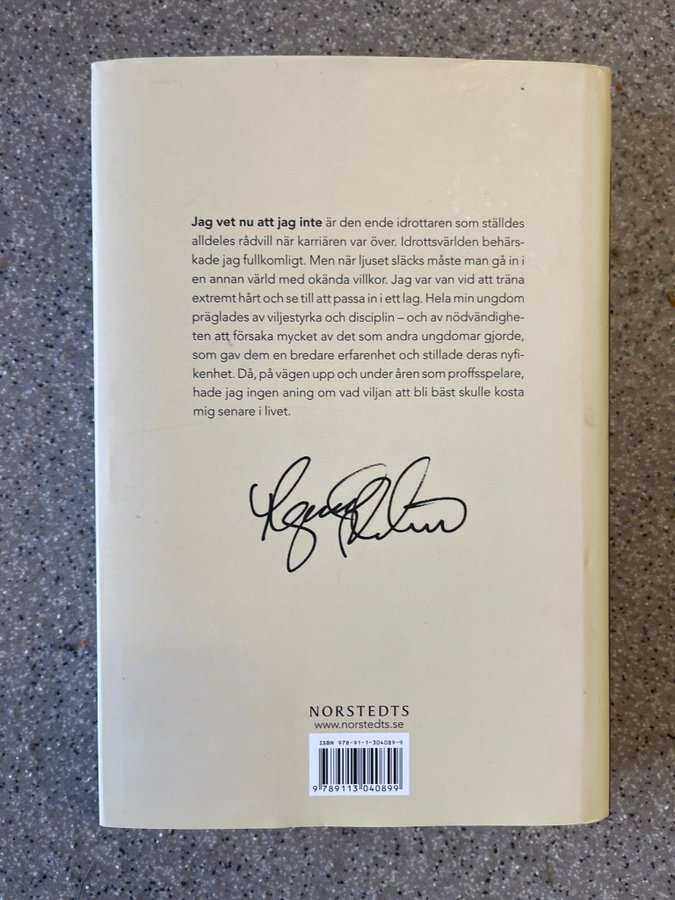 Jag vet nu att jag inte är den ende idrottaren som ställdes
alldeles rådvill när karriären var över. Idrottsvärlden behärs-
kade jag fullkomligt. Men när ljuset släcks måste man gå in i
en annan värld med okända villkor. Jag var van vid att träna
extremt hårt och se till att passa in i ett lag. Hela min ungdom
präglades av viljestyrka och disciplin – och av nödvändighe-
ten att försaka mycket av det som andra ungdomar gjorde,
som gav dem en bredare erfarenhet och stillade deras nyfi-
kenhet. Då, på vägen upp och under åren som proffsspelare,
hade jag ingen aning om vad viljan att bli bäst skulle kosta
mig senare i livet.
NORSTEDTS
www.norstedts.se
ISBN 978-91-1-304089-9
9 789113 040899